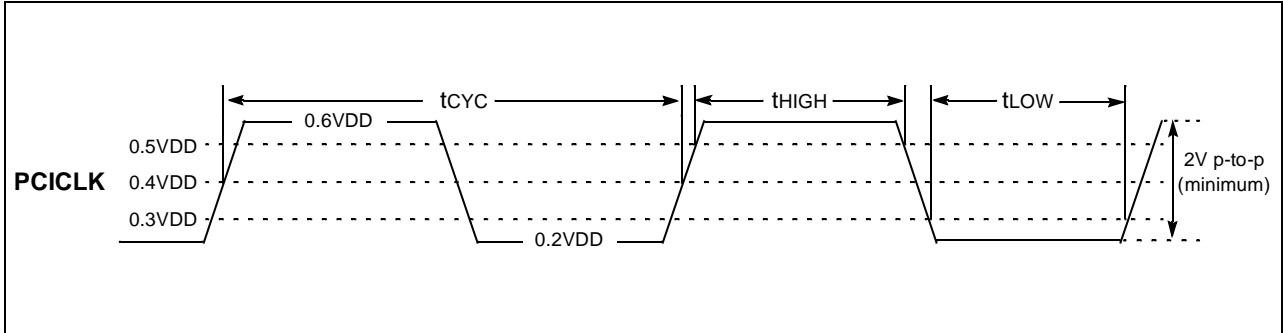 tCYC
tHIGH
tLOW
0.6VDD
0.5VDD
2V p-to-p
(minimum)
PCICLK
0.4VDD
0.3VDD
0.2VDD